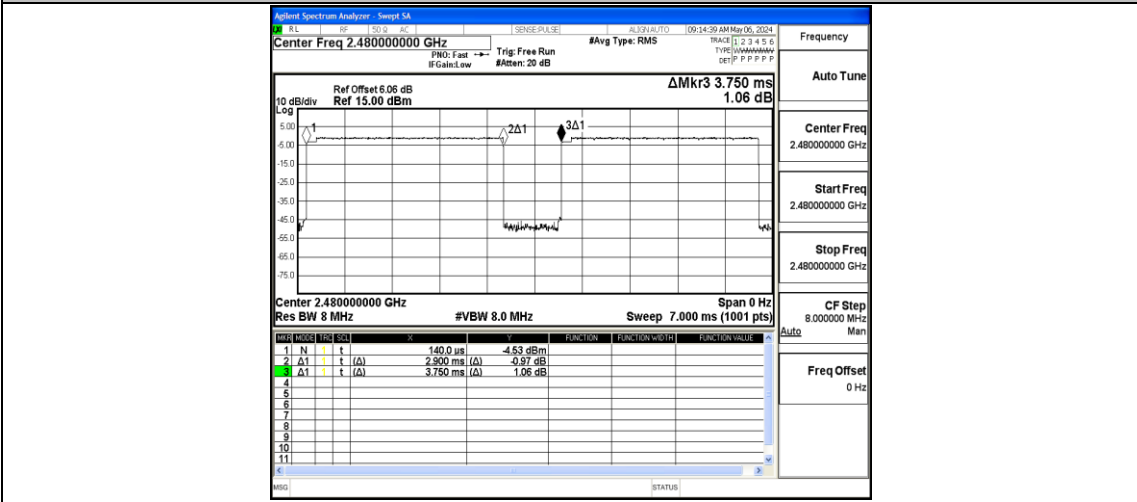 Agilent Spectrum Analyzer - Swept SA
RL RF 50 Ω AC SENSE:PULSE ALIGN AUTO 09:14:39 AM May 06, 2024
Center Freq 2.480000000 GHz
PNO: Fast
IFGain:Low
Trig: Free Run
#Atten: 20 dB
#Avg Type: RMS
TRACE 1 2 3 4 5 6
TYPE WWWWWW
DET P P P P P P
Ref Offset 6.06 dB
10 dB/div Ref 15.00 dBm
Log
ΔMkr3 3.750 ms
1.06 dB
5.00
-5.00
-15.0
-25.0
-35.0
-45.0
-55.0
-65.0
-75.0
1
2Δ1
3Δ1
Center 2.480000000 GHz Span 0 Hz
Res BW 8 MHz #VBW 8.0 MHz Sweep 7.000 ms (1001 pts)
MKR MODE TRC SCL X Y FUNCTION FUNCTION WIDTH FUNCTION VALUE
1 N 1 t 140.0 µs -4.53 dBm
2 Δ1 1 t (Δ) 2.900 ms (Δ) -0.97 dB
3 Δ1 1 t (Δ) 3.750 ms (Δ) 1.06 dB
4
5
6
7
8
9
10
11
MSG STATUS
Frequency
Auto Tune
Center Freq
2.480000000 GHz
Start Freq
2.480000000 GHz
Stop Freq
2.480000000 GHz
CF Step
8.000000 MHz
Auto Man
Freq Offset
0 Hz